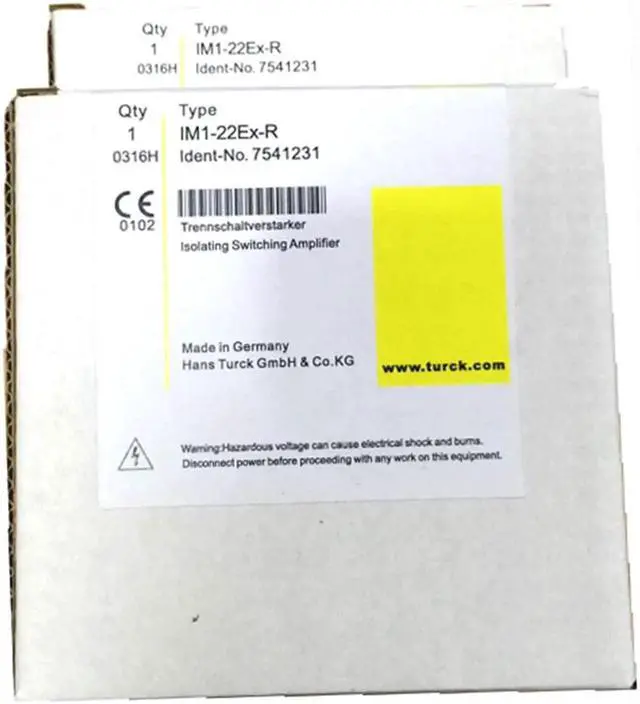 Qty Type
1 IM1-22Ex-R
0316H Ident-No. 7541231
Qty Type
1 IM1-22Ex-R
0316H Ident-No. 7541231
CE
0102
Trennschaltverstarker
Isolating Switching Amplifier
Made in Germany
Hans Turck GmbH & Co.KG
www.turck.com
Warning:Hazardous voltage can cause electrical shock and burns.
Disconnect power before proceeding with any work on this equipment.